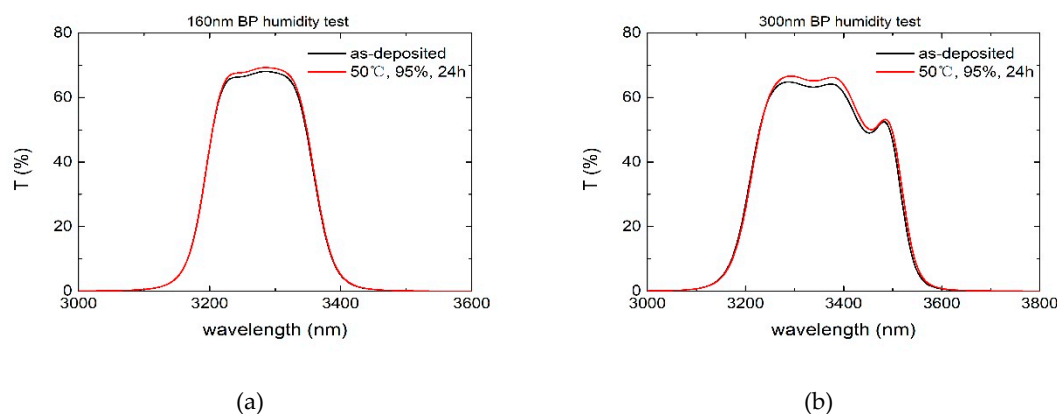 160nm BP humidity test
80
60
40
20
0
T (%)
as-deposited
50℃, 95%, 24h
3000
3200
3400
3600
wavelength (nm)
(a)
300nm BP humidity test
80
60
40
20
0
T (%)
as-deposited
50℃, 95%, 24h
3000
3200
3400
3600
3800
wavelength (nm)
(b)